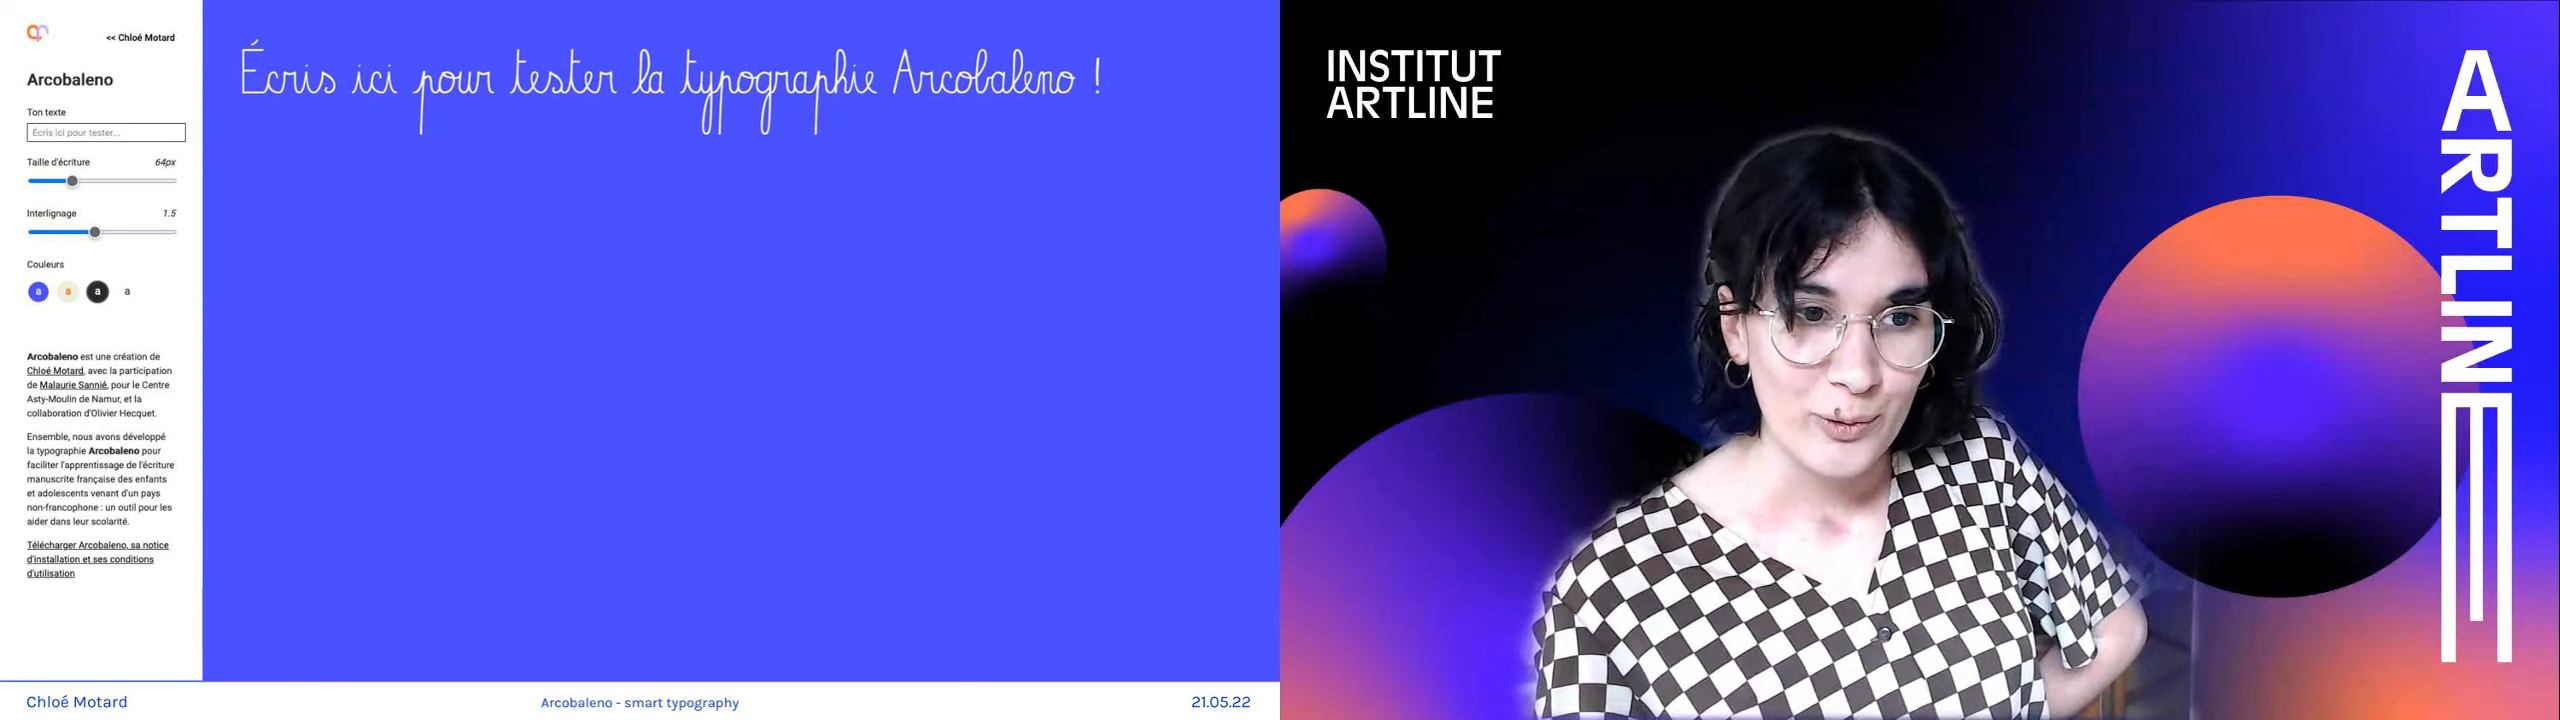 << Chloé Motard
Arcobaleno
Ton texte
Écris ici pour tester...
Taille d'écriture 64px
Interlignage 1.5
Couleurs
a a a a
Arcobaleno est une création de
Chloé Motard, avec la participation
de Malaurie Sannié, pour le Centre
Asty-Moulin de Namur, et la
collaboration d'Olivier Hecquet.
Ensemble, nous avons développé
la typographie Arcobaleno pour
faciliter l'apprentissage de l'écriture
manuscrite française des enfants
et adolescents venant d'un pays
non-francophone : un outil pour les
aider dans leur scolarité.
Télécharger Arcobaleno, sa notice
d'installation et ses conditions
d'utilisation
Écris ici pour tester la typographie Arcobaleno !
Chloé Motard
Arcobaleno - smart typography
21.05.22
INSTITUT
ARTLINE
ARTLINE